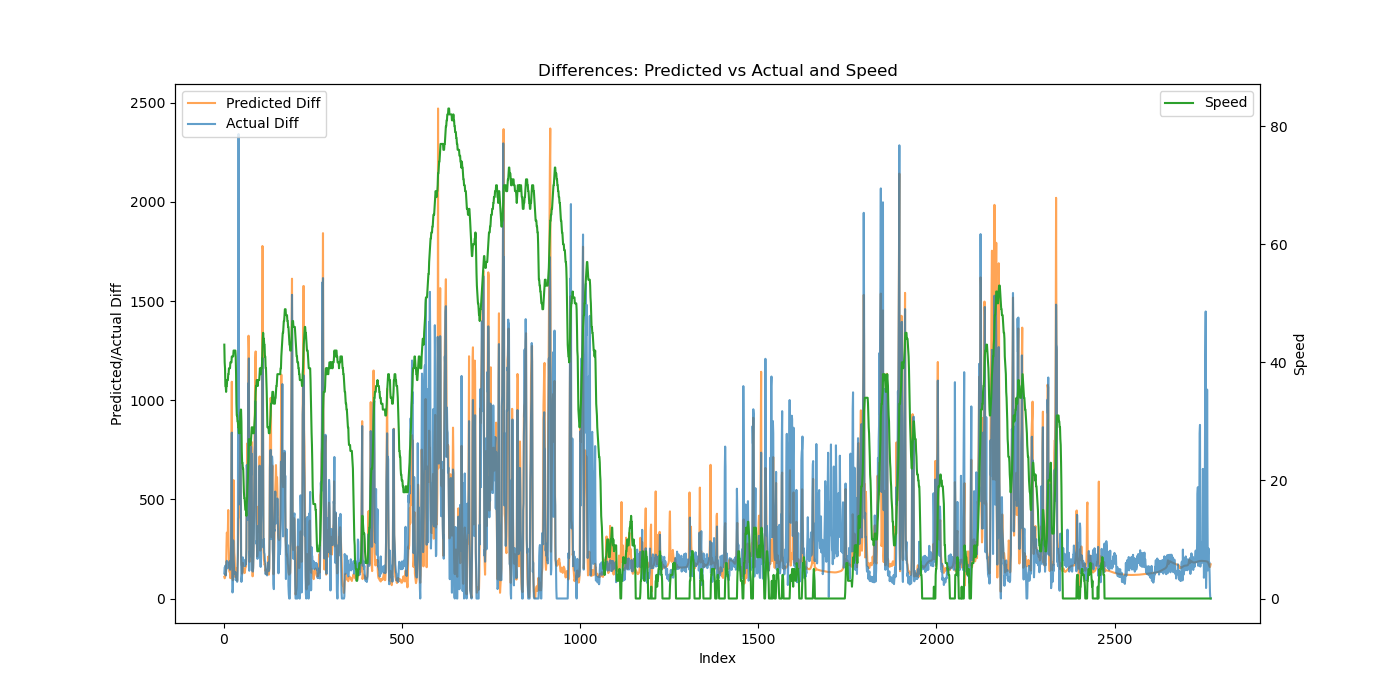 Differences: Predicted vs Actual and Speed
Predicted Diff
Actual Diff
Speed
2500
2000
1500
1000
500
0
Predicted/Actual Diff
80
60
40
20
0
Speed
0
500
1000
1500
2000
2500
Index